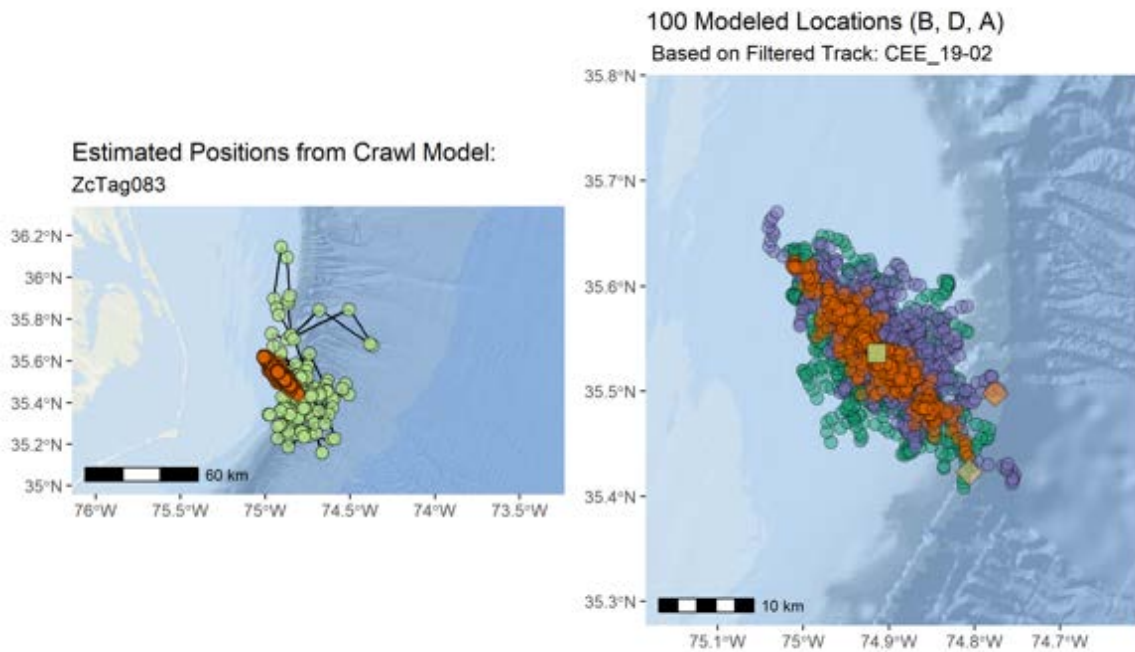 Estimated Positions from Crawl Model:
ZcTag083
36.2°N
36°N
35.8°N
35.6°N
35.4°N
35.2°N
35°N
60 km
76°W 75.5°W 75°W 74.5°W 74°W 73.5°W
100 Modeled Locations (B, D, A)
Based on Filtered Track: CEE_19-02
35.8°N
35.7°N
35.6°N
35.5°N
35.4°N
35.3°N
10 km
75.1°W 75°W 74.9°W 74.8°W 74.7°W